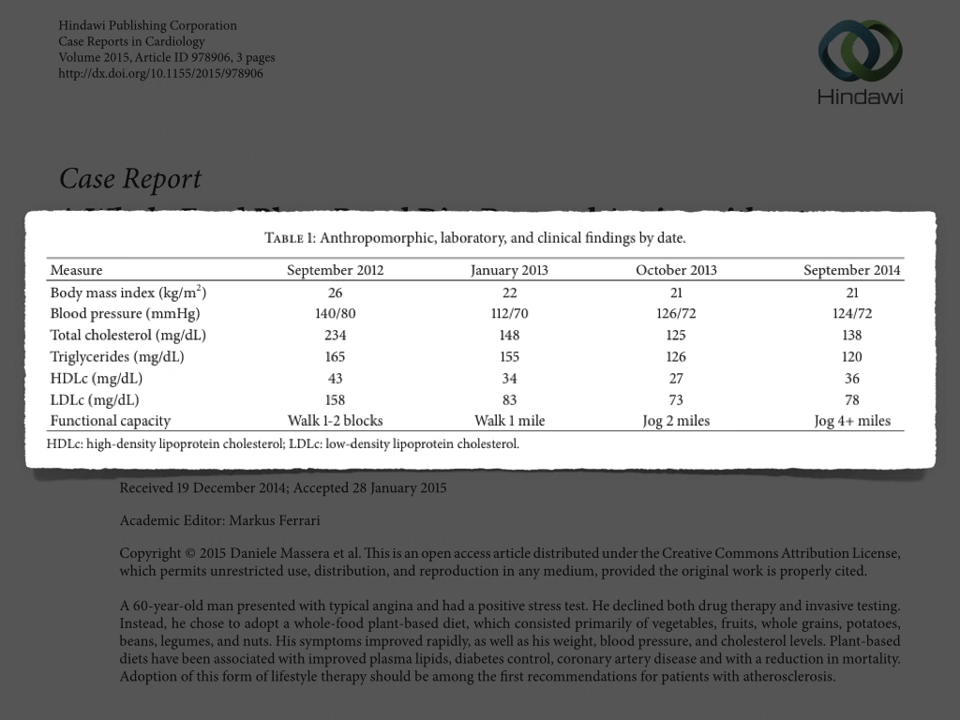 Hindawi Publishing Corporation
Case Reports in Cardiology
Volume 2015, Article ID 978906, 3 pages
http://dx.doi.org/10.1155/2015/978906
Hindawi
Case Report
TABLE 1: Anthropomorphic, laboratory, and clinical findings by date.
Measure September 2012 January 2013 October 2013 September 2014
Body mass index (kg/m²) 26 22 21 21
Blood pressure (mmHg) 140/80 112/70 126/72 124/72
Total cholesterol (mg/dL) 234 148 125 138
Triglycerides (mg/dL) 165 155 126 120
HDLc (mg/dL) 43 34 27 36
LDLc (mg/dL) 158 83 73 78
Functional capacity Walk 1-2 blocks Walk 1 mile Jog 2 miles Jog 4+ miles
HDLc: high-density lipoprotein cholesterol; LDLc: low-density lipoprotein cholesterol.
Received 19 December 2014; Accepted 28 January 2015
Academic Editor: Markus Ferrari
Copyright © 2015 Daniele Massera et al. This is an open access article distributed under the Creative Commons Attribution License,
which permits unrestricted use, distribution, and reproduction in any medium, provided the original work is properly cited.
A 60-year-old man presented with typical angina and had a positive stress test. He declined both drug therapy and invasive testing.
Instead, he chose to adopt a whole-food plant-based diet, which consisted primarily of vegetables, fruits, whole grains, potatoes,
beans, legumes, and nuts. His symptoms improved rapidly, as well as his weight, blood pressure, and cholesterol levels. Plant-based
diets have been associated with improved plasma lipids, diabetes control, coronary artery disease and with a reduction in mortality.
Adoption of this form of lifestyle therapy should be among the first recommendations for patients with atherosclerosis.